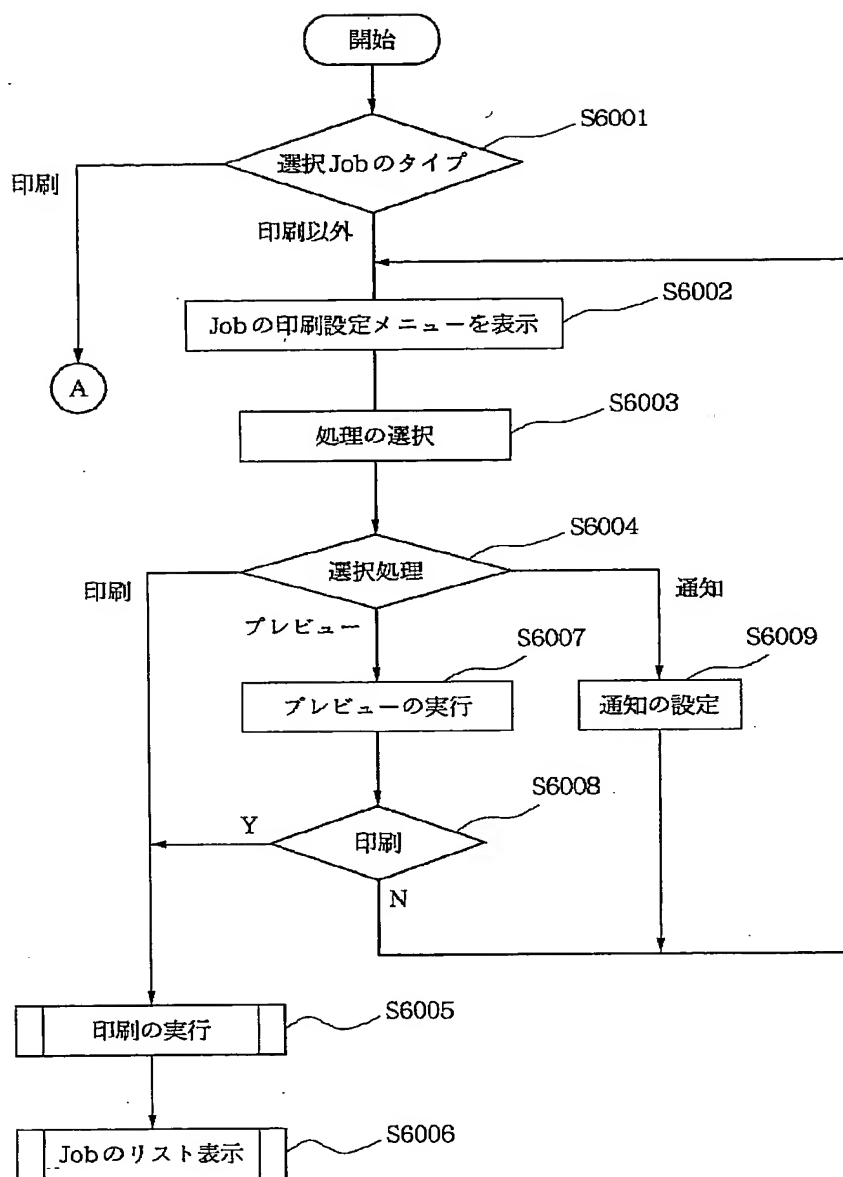 開始
S6001
選択Jobのタイプ
印刷
印刷以外
S6002
Jobの印刷設定メニューを表示
A
S6003
処理の選択
S6004
選択処理
印刷
通知
プレビュー
S6007
S6009
プレビューの実行
通知の設定
S6008
Y
印刷
N
S6005
印刷の実行
S6006
Jobのリスト表示